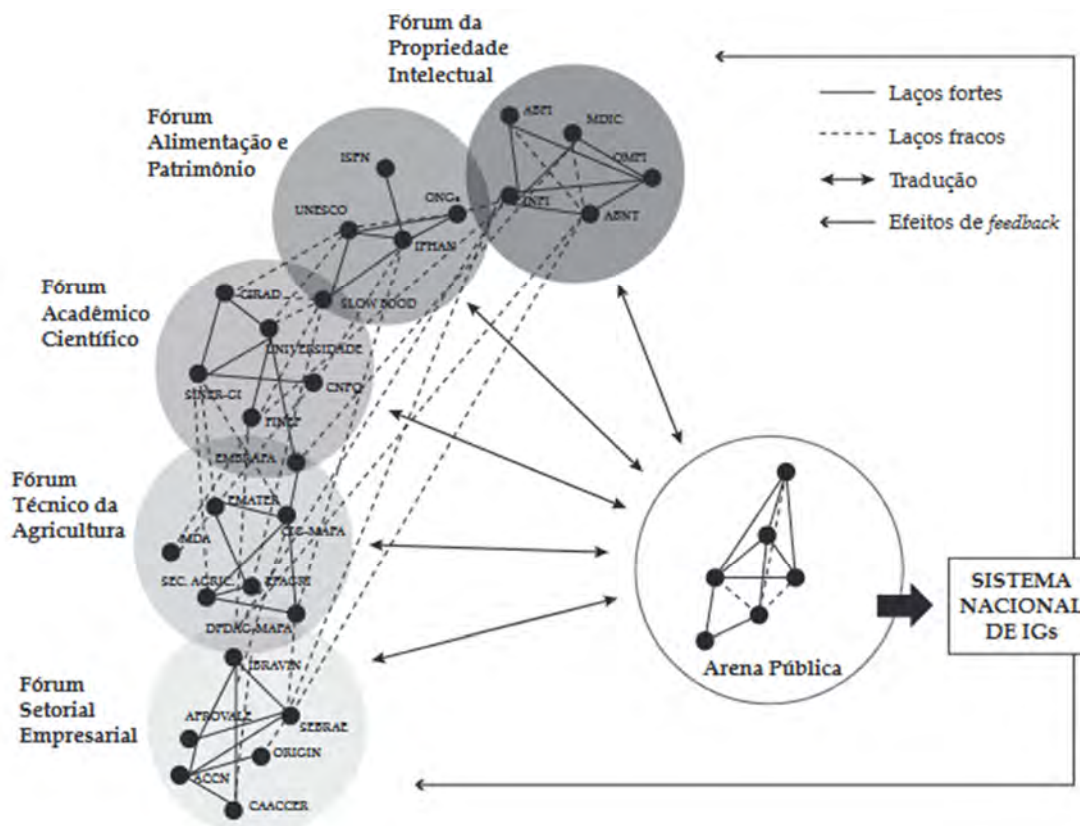 Fórum da
Propriedade
Intelectual
ABPI
MDIC
OMPI
INPI
ABNT
Laços fortes
Laços fracos
Tradução
Efeitos de feedback
Fórum
Alimentação e
Patrimônio
ISPN
ONGs
UNESCO
IPHAN
SLOW FOOD
Fórum
Acadêmico
Científico
CIRAD
UNIVERSIDADE
SINER-GI
CNPQ
FINEP
EMBRAPA
Fórum
Técnico da
Agricultura
EMATER
CIG-MAPA
MDA
SEC. AGRIC.
EPAGRI
DPDAG-MAPA
Fórum
Setorial
Empresarial
IBRAVIN
APROVALE
SEBRAE
ORIGIN
ACCN
CAACCER
Arena Pública
SISTEMA
NACIONAL
DE IGs